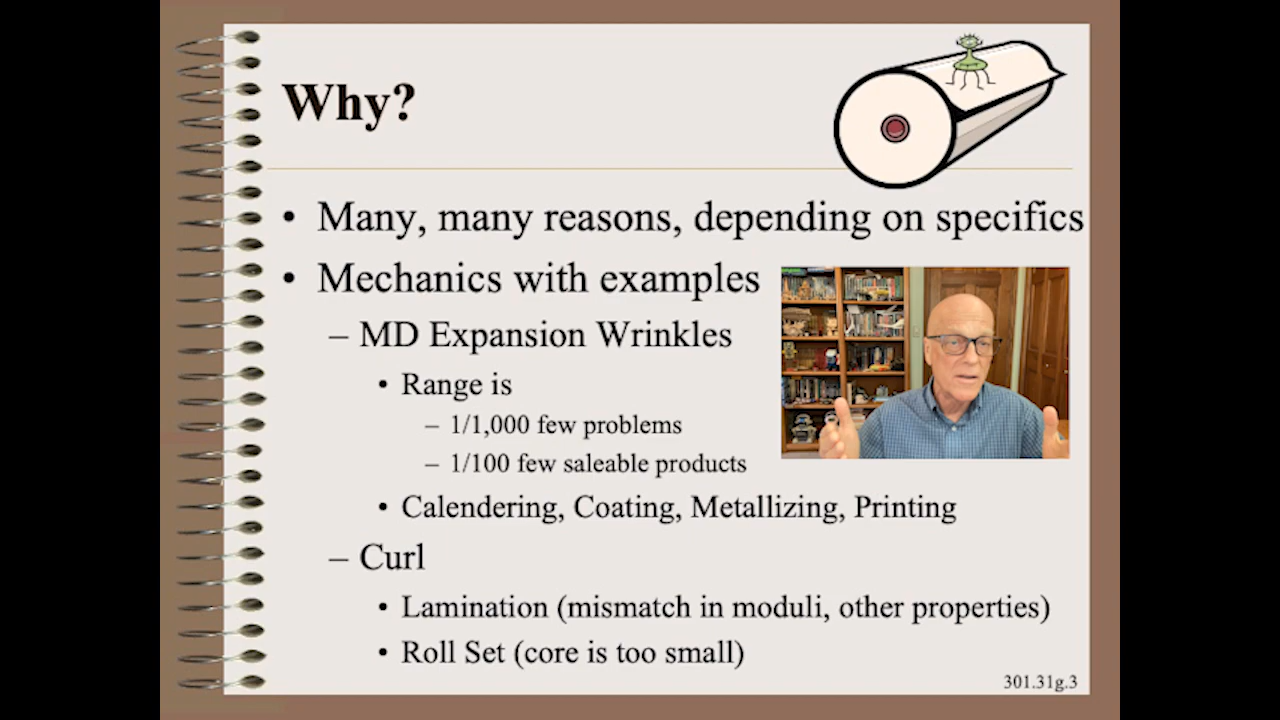 Why?
• Many, many reasons, depending on specifics
• Mechanics with examples
– MD Expansion Wrinkles
• Range is
– 1/1,000 few problems
– 1/100 few saleable products
• Calendering, Coating, Metallizing, Printing
– Curl
• Lamination (mismatch in moduli, other properties)
• Roll Set (core is too small)
301.31g.3